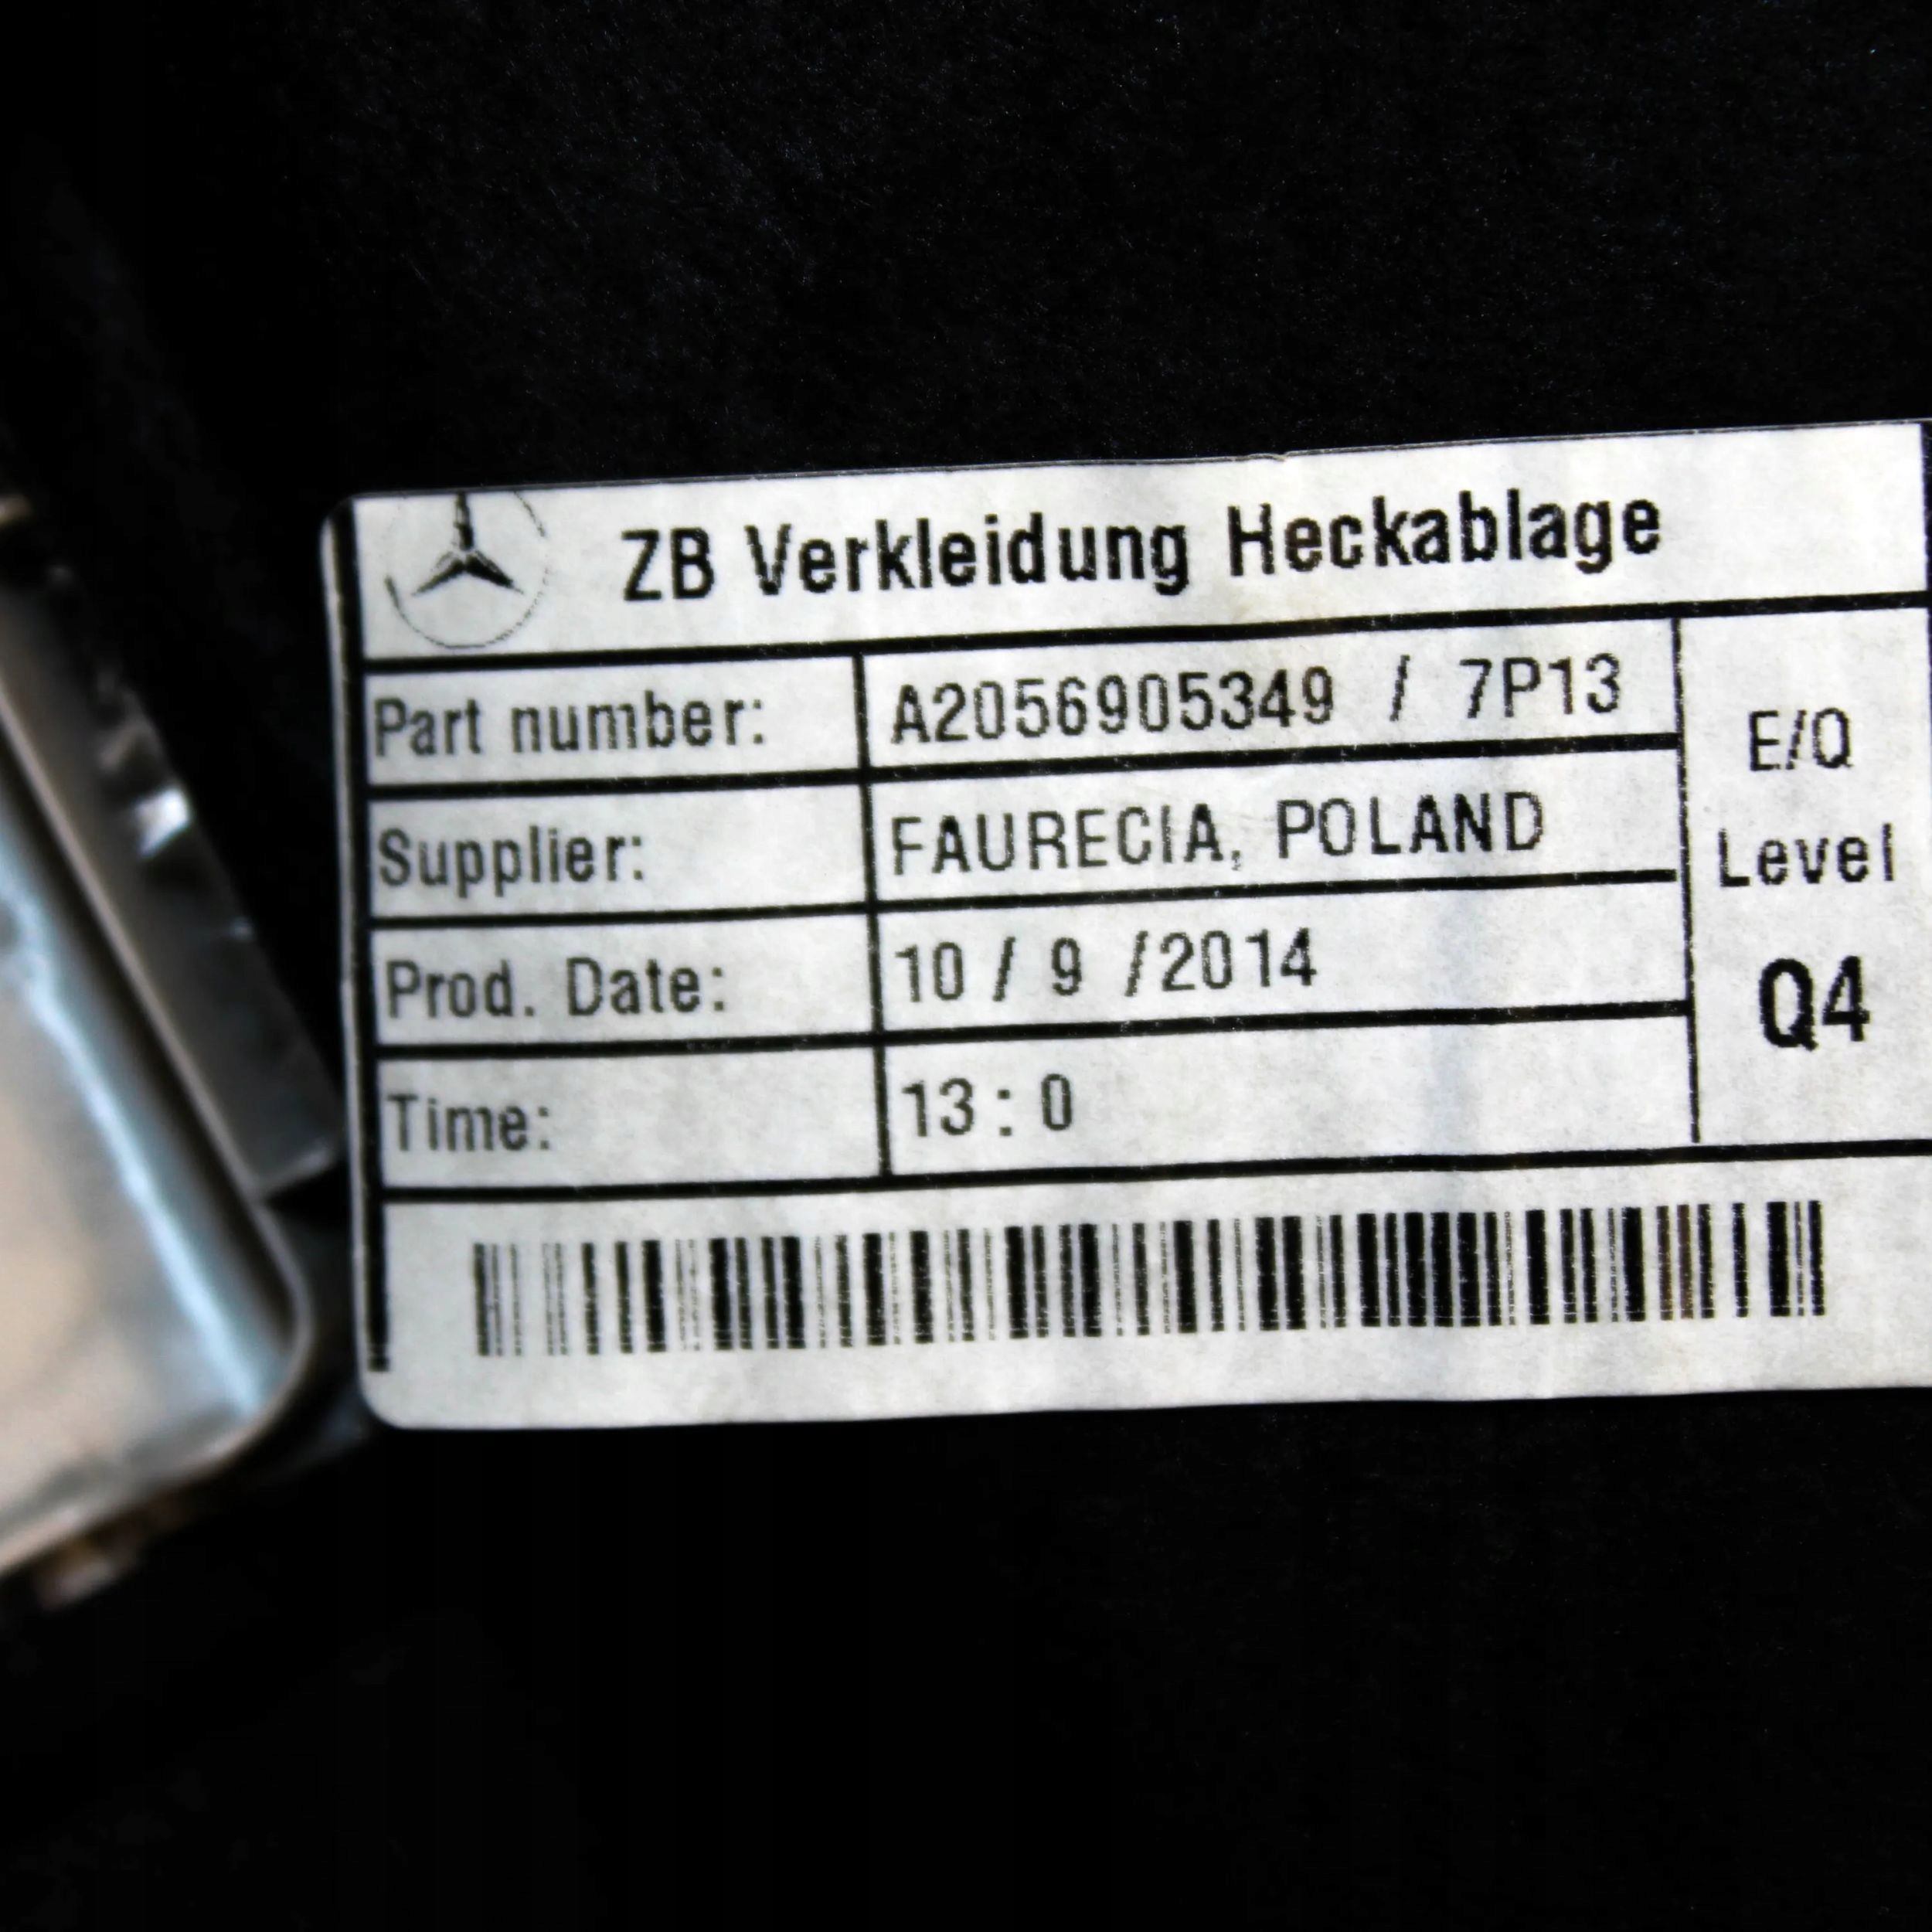 ZB Verkleidung Heckablage
Part number: A2056905349 / 7P13
Supplier: FAURECIA, POLAND
Prod. Date: 10 / 9 /2014
Time: 13 : 0
E/Q
Level
Q4